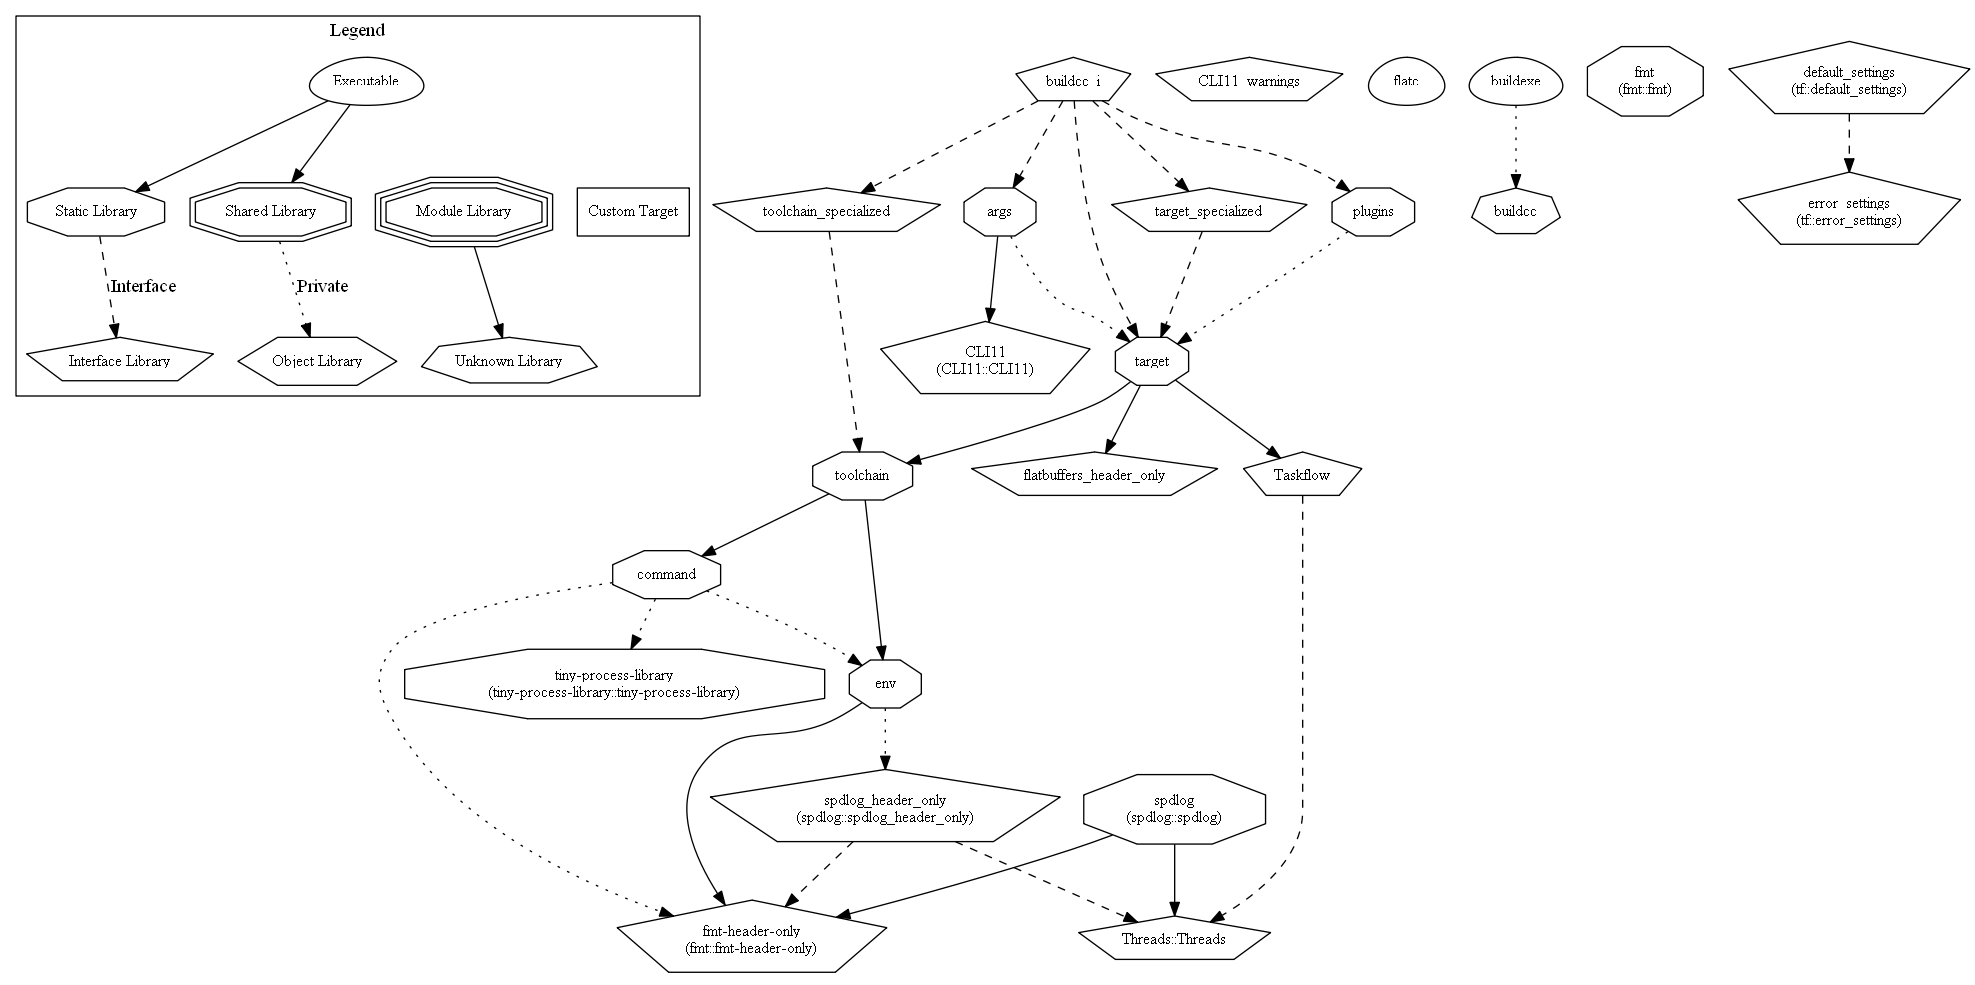 Legend
Executable
Static Library
Shared Library
Module Library
Custom Target
Interface
Private
Interface Library
Object Library
Unknown Library
buildcc_i
CLI11_warnings
flatc
buildexe
fmt
(fmt::fmt)
default_settings
(tf::default_settings)
toolchain_specialized
args
target_specialized
plugins
buildcc
error_settings
(tf::error_settings)
CLI11
(CLI11::CLI11)
target
toolchain
flatbuffers_header_only
Taskflow
command
tiny-process-library
(tiny-process-library::tiny-process-library)
env
spdlog_header_only
(spdlog::spdlog_header_only)
spdlog
(spdlog::spdlog)
fmt-header-only
(fmt::fmt-header-only)
Threads::Threads